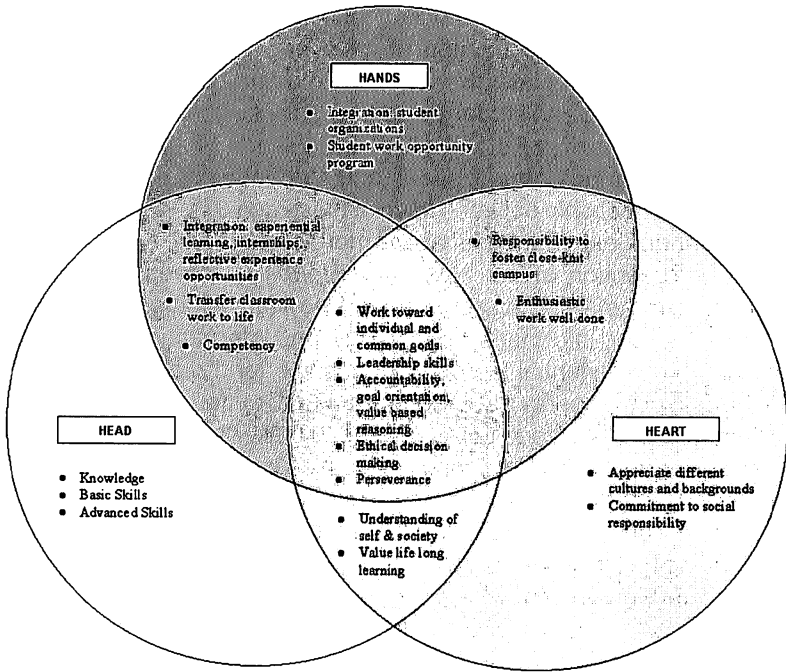 HANDS
• Integration: student
organizations
• Student work opportunity
program
• Integration: experiential
learning, internships,
reflective experience
opportunities
• Transfer classroom
work to life
• Competency
• Responsibility to
foster close-knit
campus
• Enthusiastic
work well done
• Work toward
individual and
common goals
• Leadership skills
• Accountability,
goal orientation,
value based
reasoning
• Ethical decision
making
• Perseverance
HEAD
• Knowledge
• Basic Skills
• Advanced Skills
HEART
• Appreciate different
cultures and backgrounds
• Commitment to social
responsibility
• Understanding of
self & society
• Value life long
learning